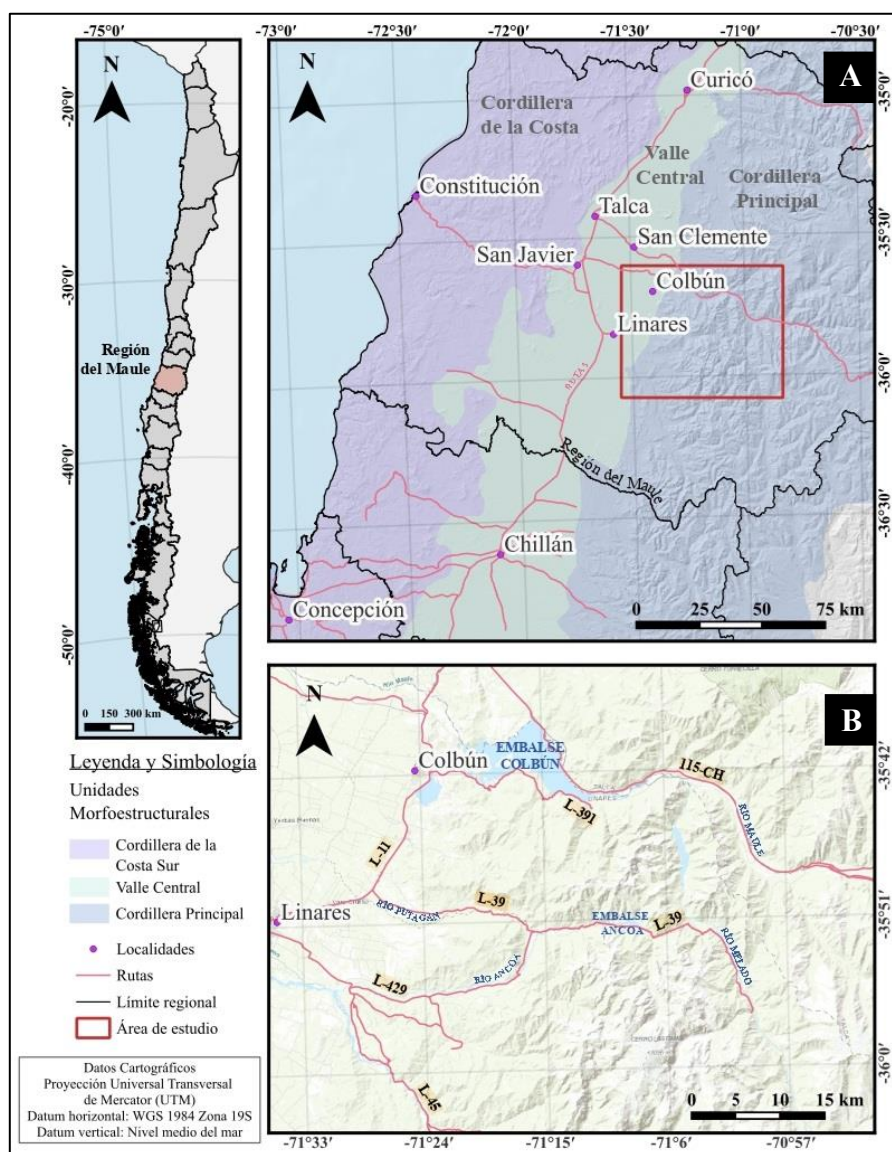 -75°0'
-20°0'
-30°0'
-40°0'
-50°0'
N
Región
del Maule
0 150 300 km
-73°0'
-72°30'
-72°0'
-71°30'
-71°0'
-70°30'
-35°0'
-35°30'
-36°0'
-36°30'
A
N
Cordillera
de la Costa
Curicó
Valle
Central
Cordillera
Principal
Constitución
Talca
San Clemente
San Javier
Colbún
Linares
RUTA 5
Región del Maule
Chillán
Concepción
0 25 50 75 km
B
N
Colbún
EMBALSE
COLBÚN
115-CH
L-391
RÍO MAULE
L-11
Linares
RÍO PUTAGÁN
L-39
EMBALSE
ANCOA
L-39
RÍO MELADO
RÍO ANCOA
L-429
L-45
0 5 10 15 km
-35°42'
-35°51'
-36°0'
-71°33'
-71°24'
-71°15'
-71°6'
-70°57'
Leyenda y Simbología
Unidades
Morfoestructurales
Cordillera de la
Costa Sur
Valle Central
Cordillera Principal
Localidades
Rutas
Límite regional
Área de estudio
Datos Cartográficos
Proyección Universal Transversal
de Mercator (UTM)
Datum horizontal: WGS 1984 Zona 19S
Datum vertical: Nivel medio del mar